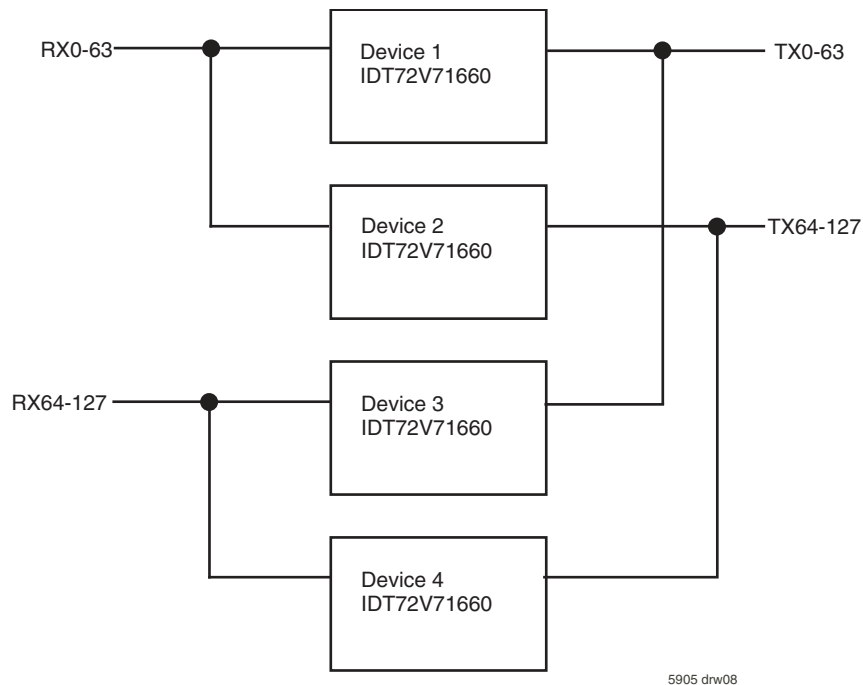 RX0-63
Device 1
IDT72V71660
TX0-63
Device 2
IDT72V71660
TX64-127
RX64-127
Device 3
IDT72V71660
Device 4
IDT72V71660
5905 drw08